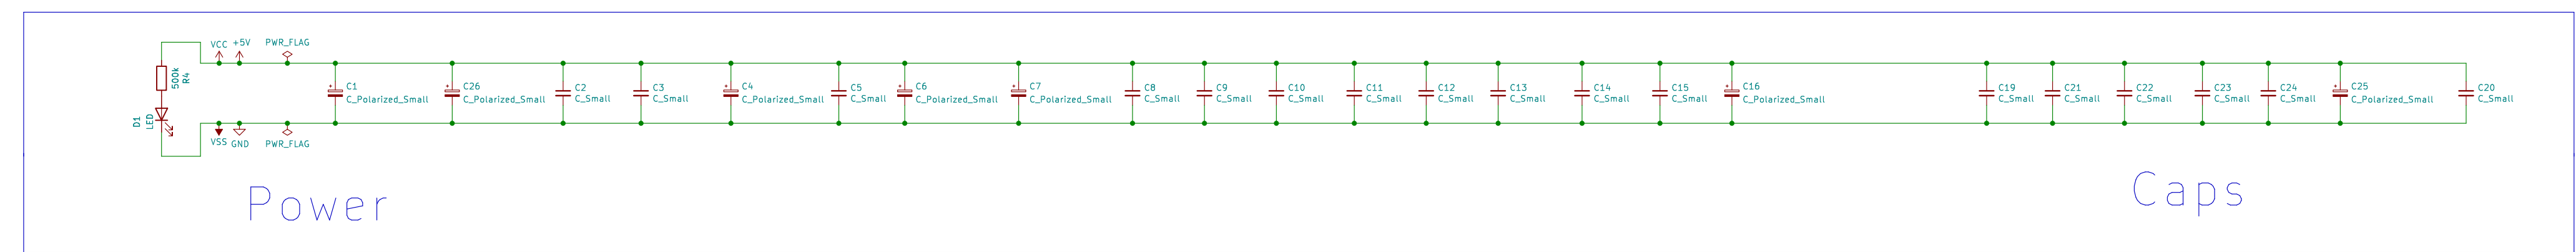 VCC
+5V
PWR_FLAG
500k
R4
D1
LED
VSS
GND
PWR_FLAG
C1
C_Polarized_Small
C26
C_Polarized_Small
C2
C_Small
C3
C_Small
C4
C_Polarized_Small
C5
C_Small
C6
C_Polarized_Small
C7
C_Polarized_Small
C8
C_Small
C9
C_Small
C10
C_Small
C11
C_Small
C12
C_Small
C13
C_Small
C14
C_Small
C15
C_Small
C16
C_Polarized_Small
C19
C_Small
C21
C_Small
C22
C_Small
C23
C_Small
C24
C_Small
C25
C_Polarized_Small
C20
C_Small
Power
Caps